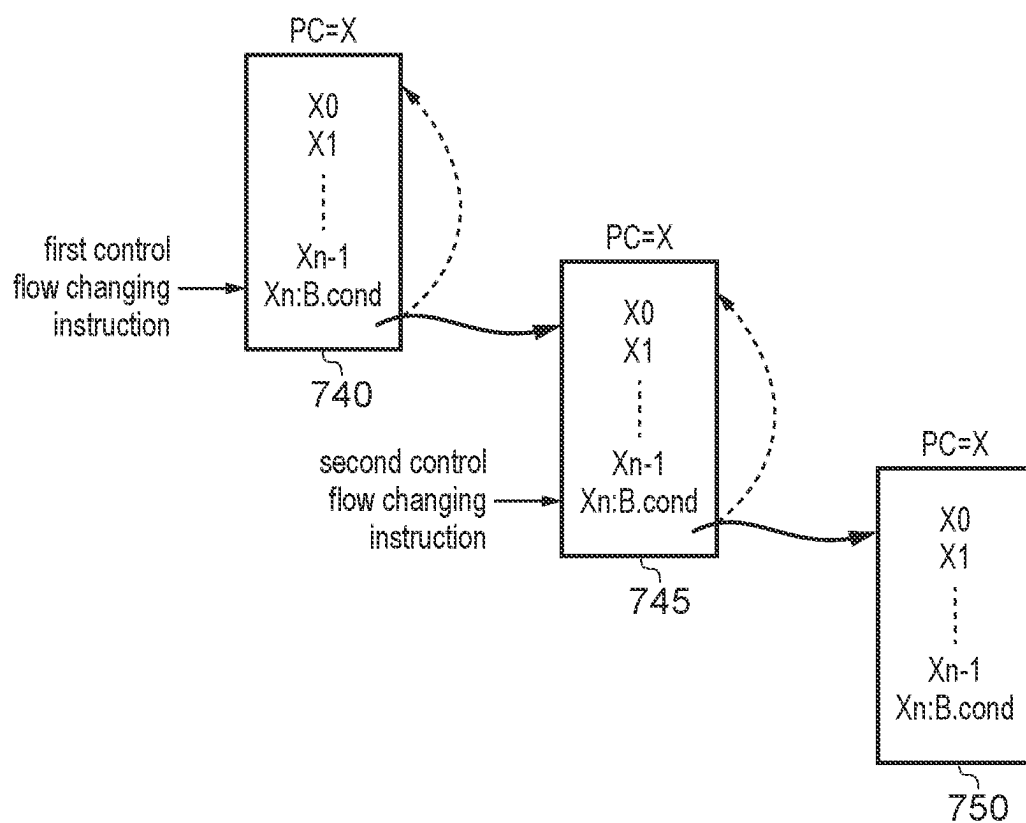 PC=X
X0
X1
Xn-1
Xn:B.cond
first control
flow changing
instruction
740
PC=X
X0
X1
Xn-1
Xn:B.cond
second control
flow changing
instruction
745
PC=X
X0
X1
Xn-1
Xn:B.cond
750